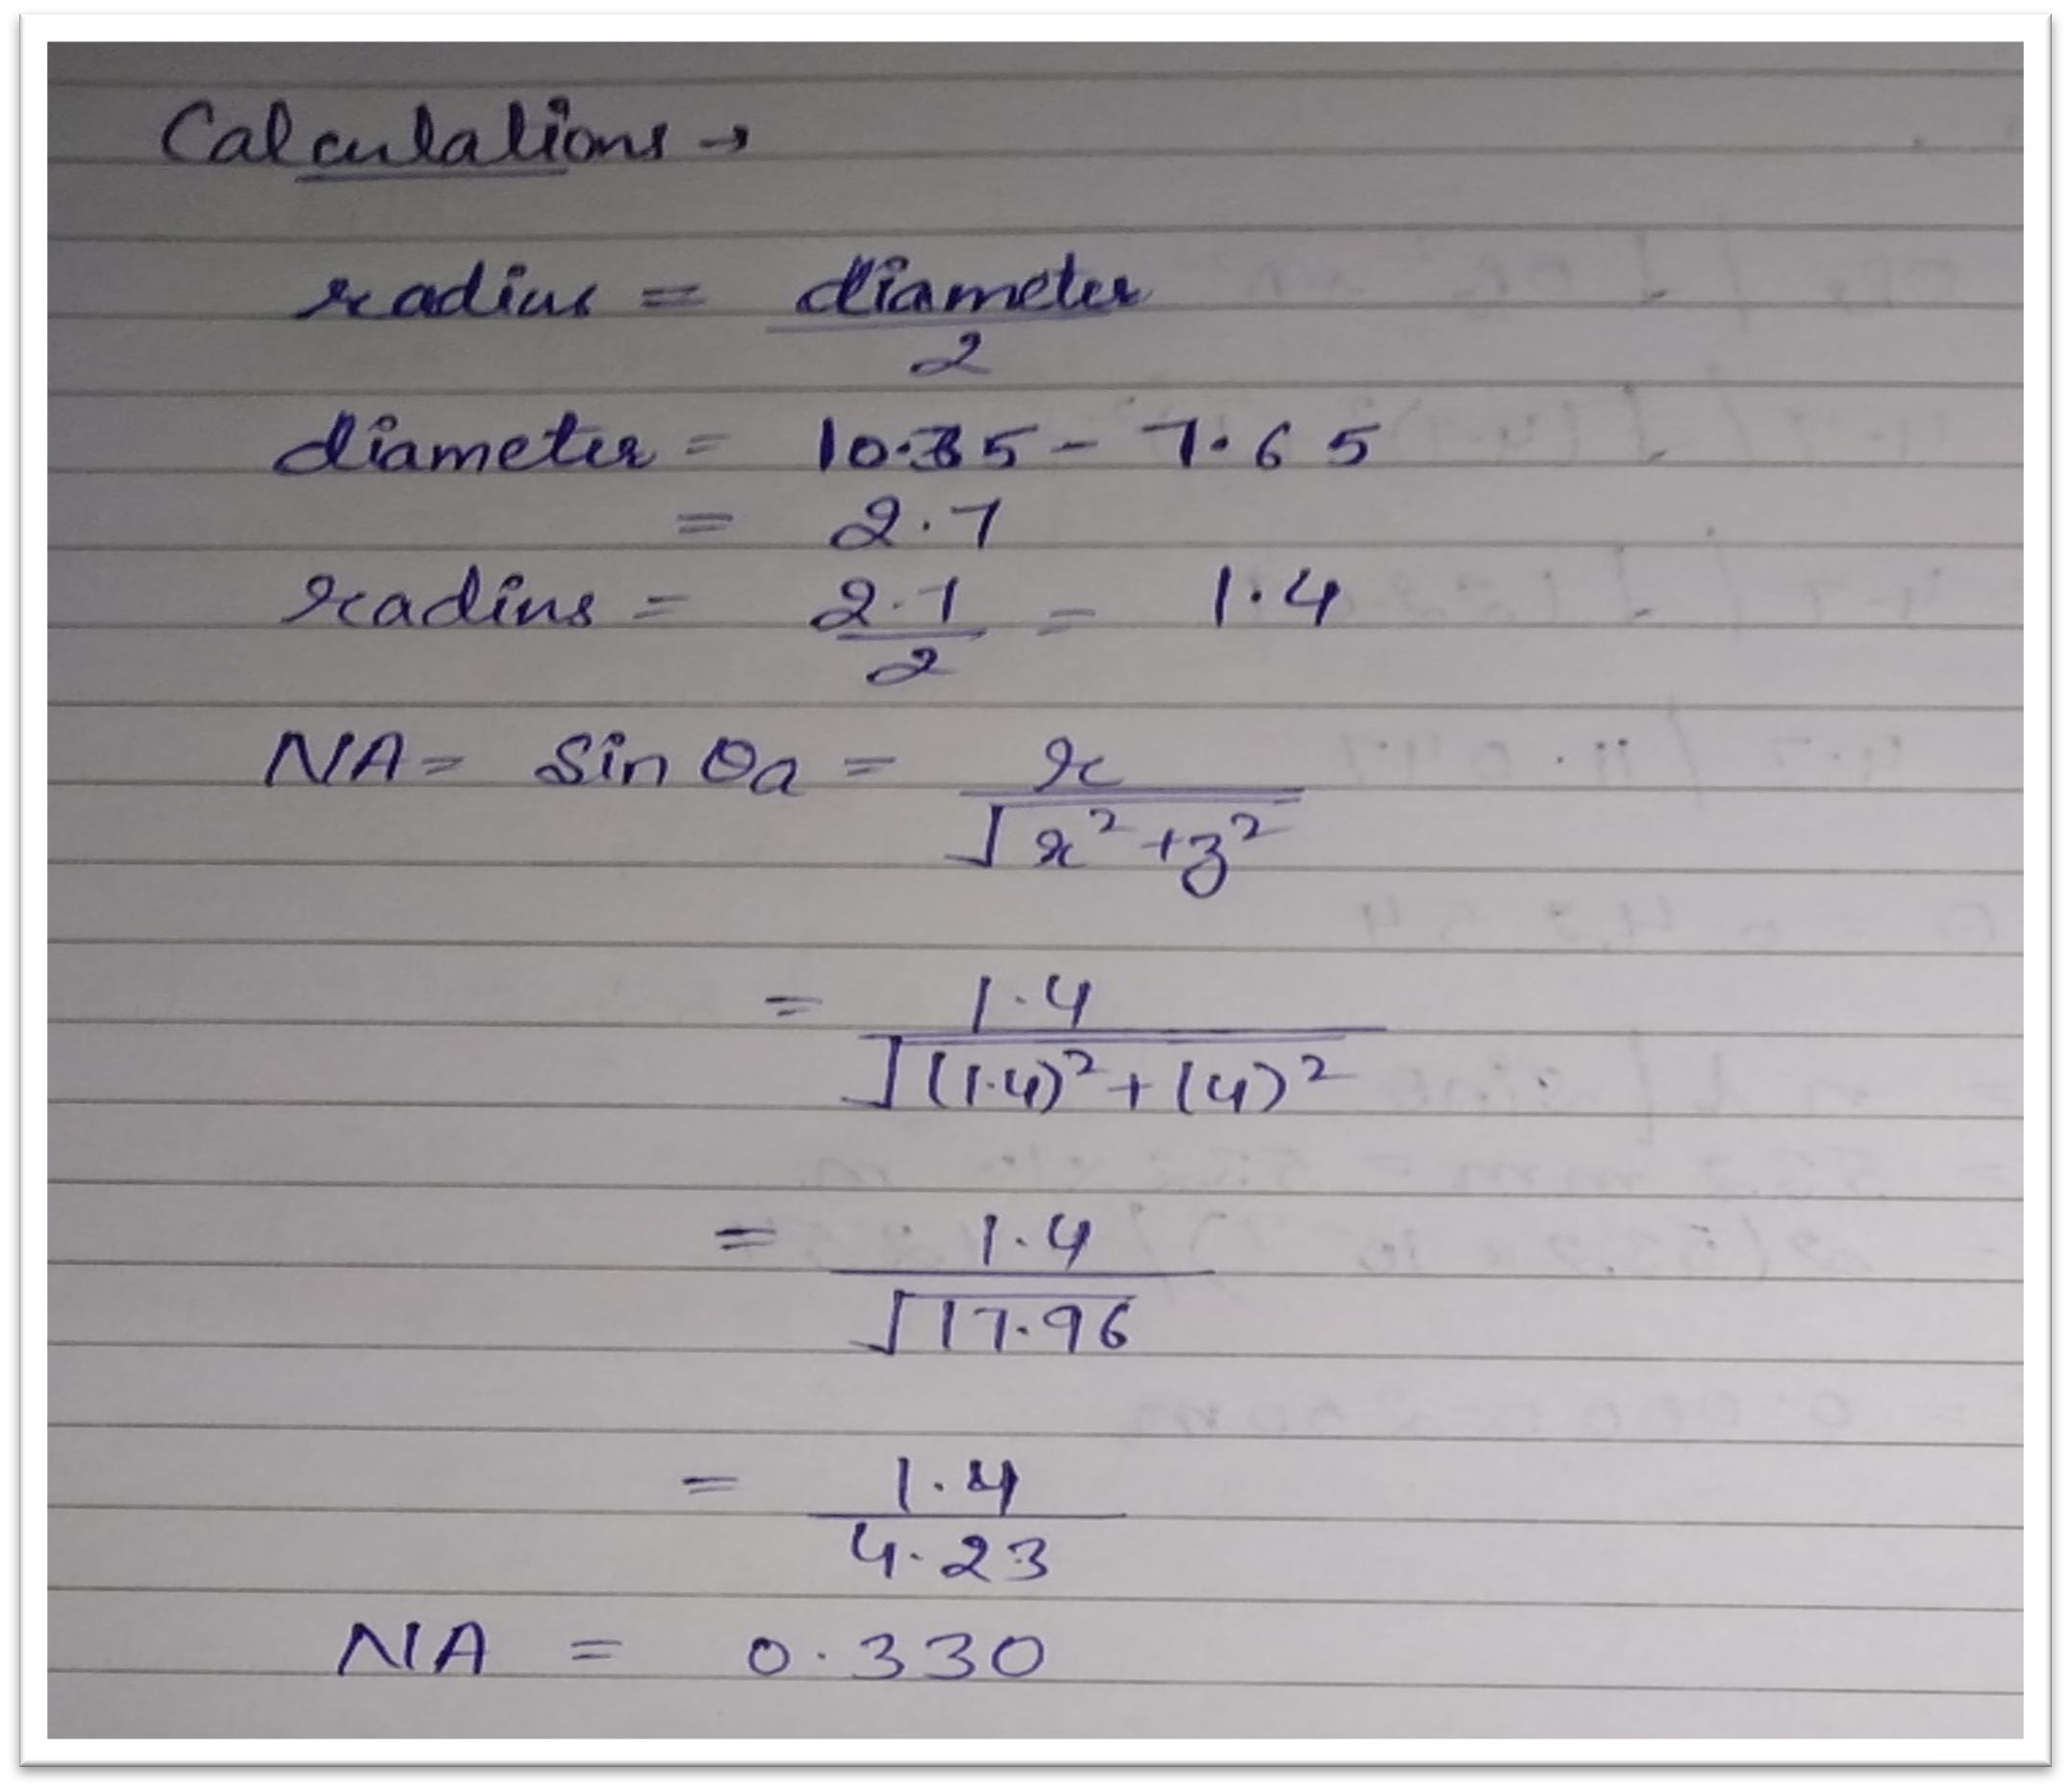 Calculations →
radius = diameter / 2
diameter = 10.35 - 7.65
= 2.7
radius = 2.7 / 2 = 1.4
NA = Sin θa = r / √r² + z²
= 1.4 / √(1.4)² + (4)²
= 1.4 / √17.96
= 1.4 / 4.23
NA = 0.330